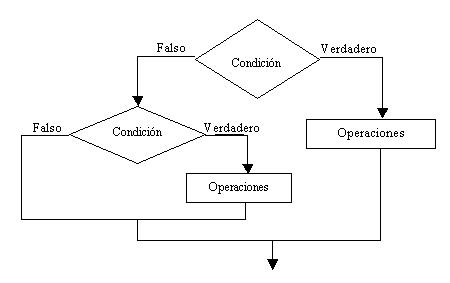 Falso
Verdadero
Condición
Falso
Condición
Verdadero
Operaciones
Operaciones